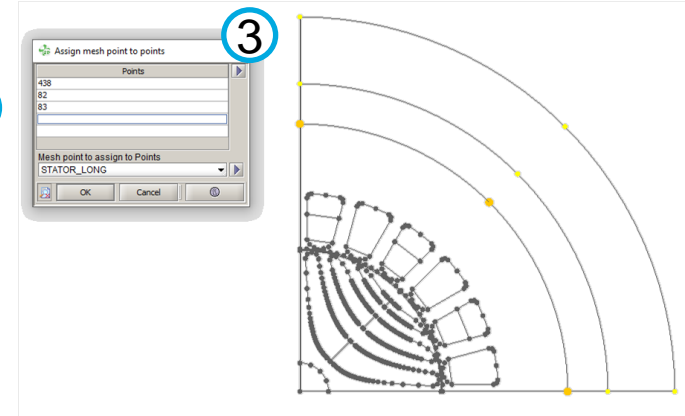 3
Assign mesh point to points
Points
438
82
83
Mesh point to assign to Points
STATOR_LONG
OK
Cancel